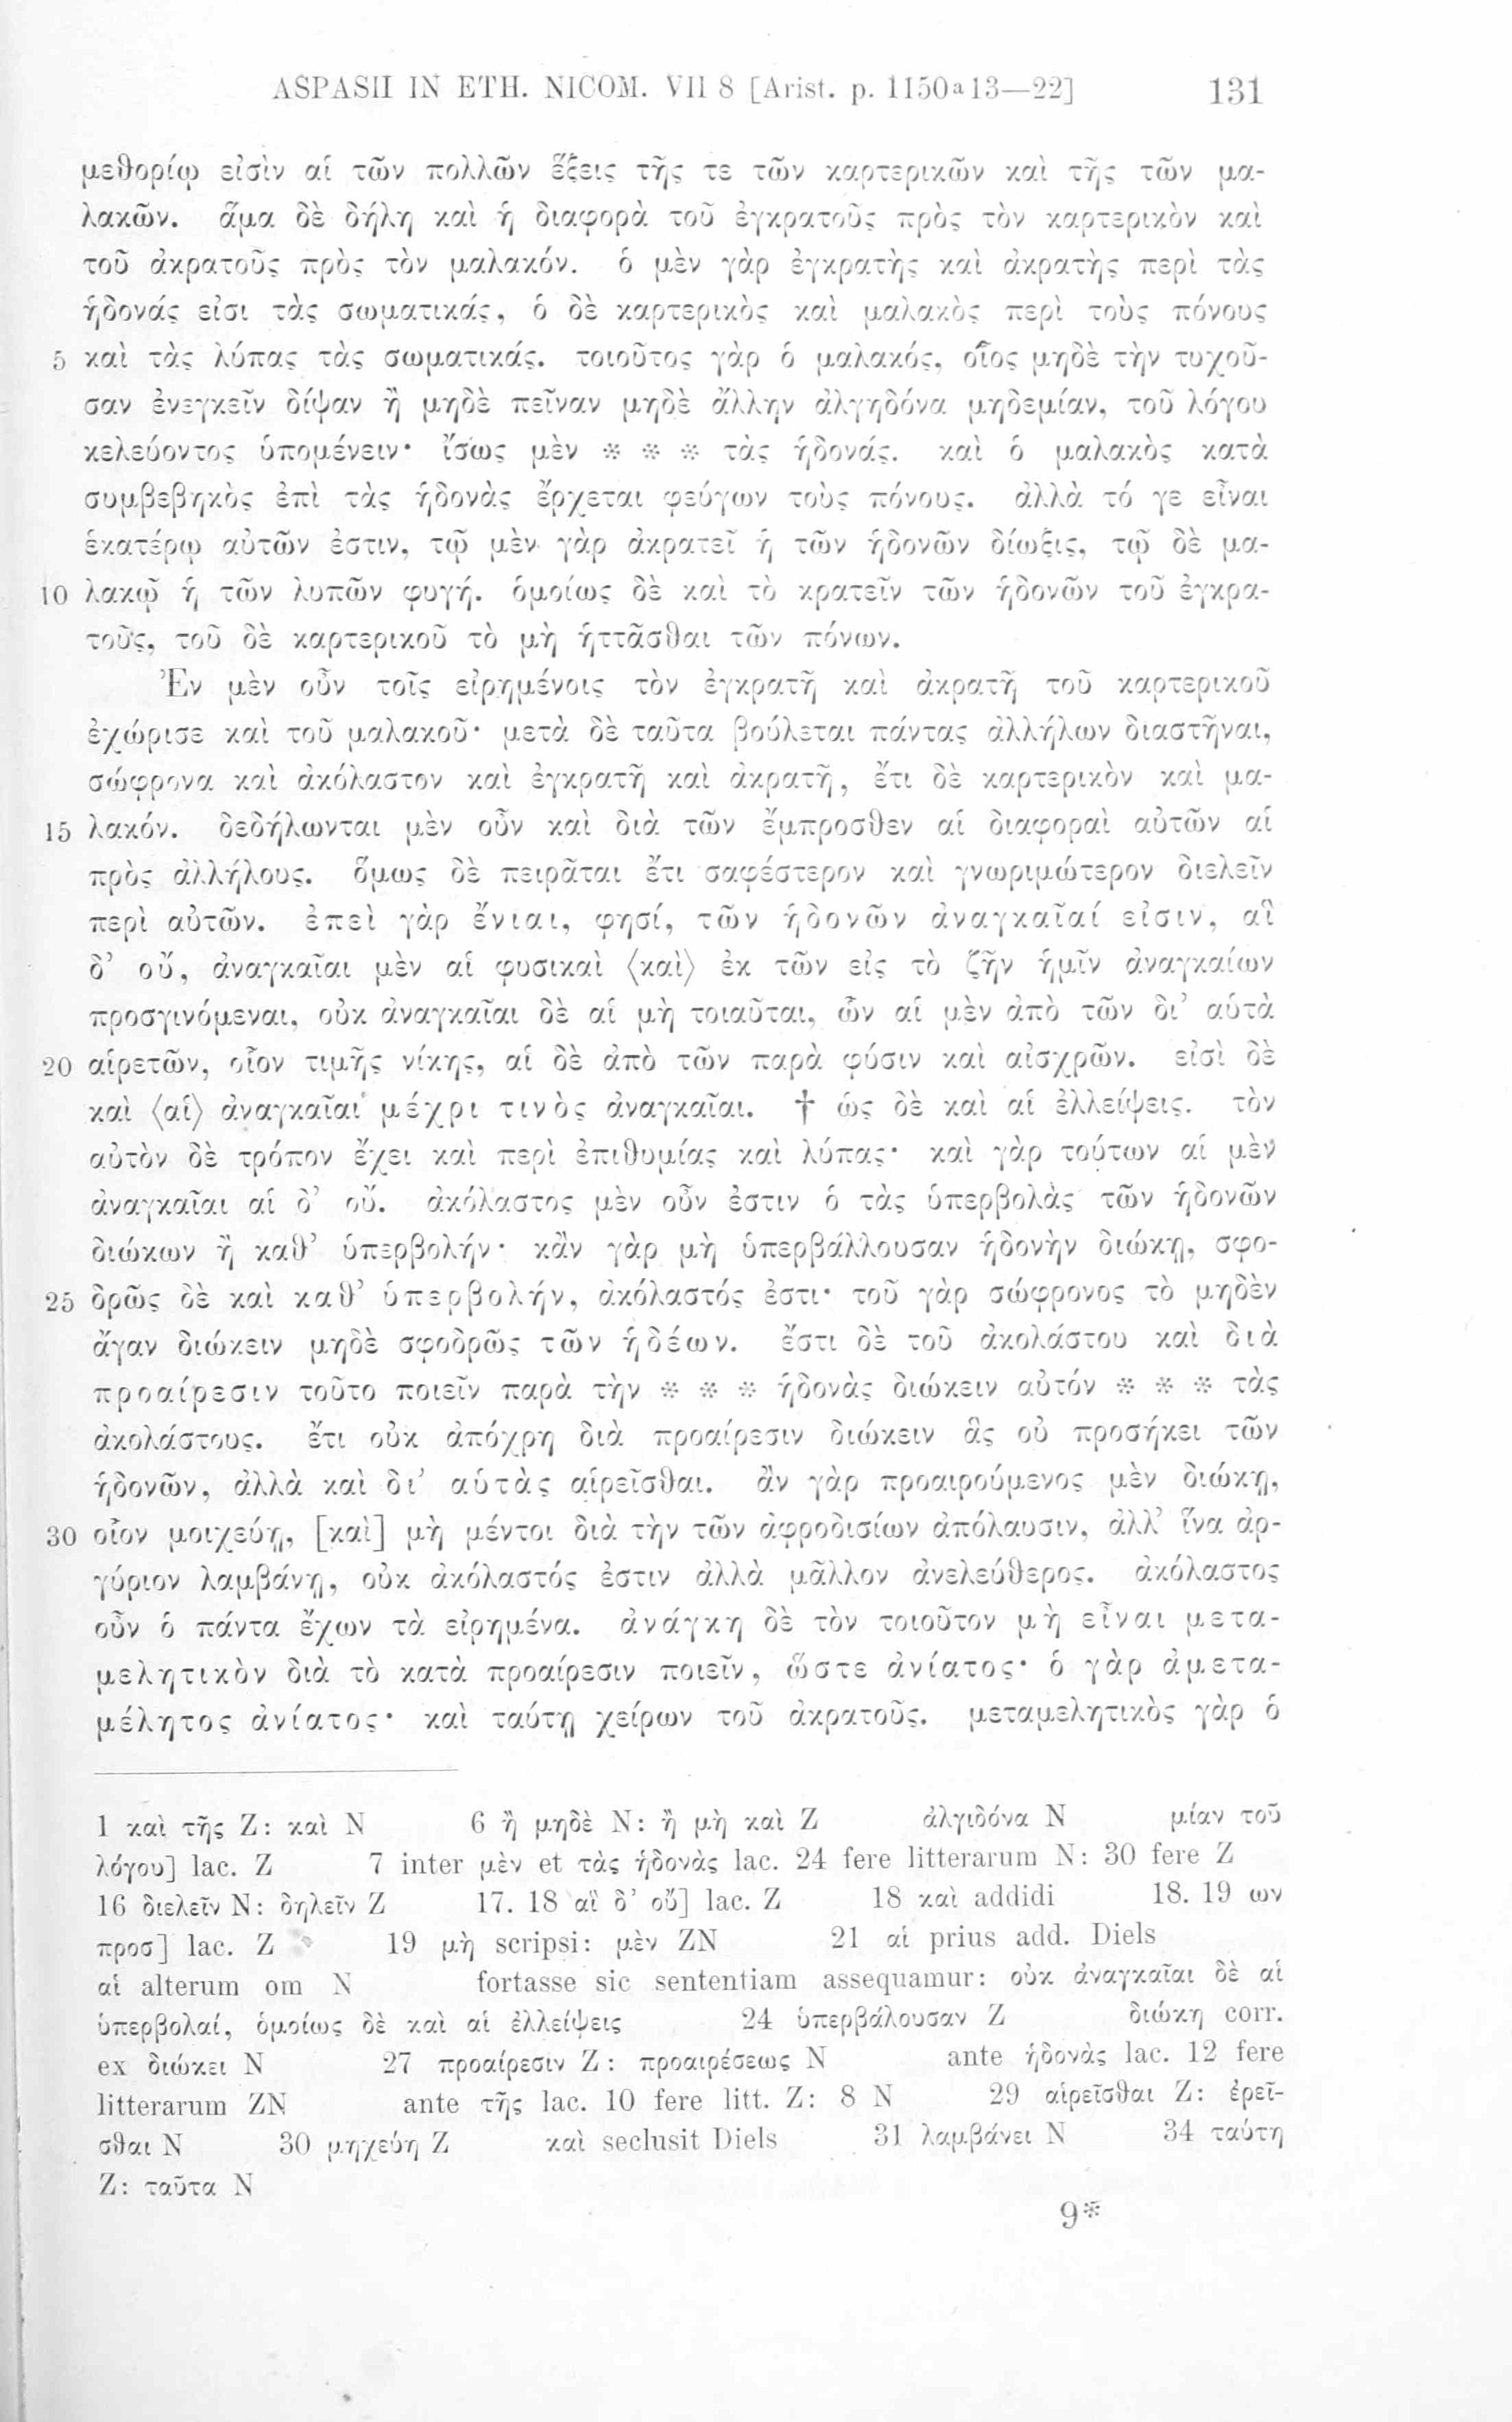 ASPASII IN ETH. NICOM. VII 8 [Arist. p. 1150a 13—22] 131
μεθορίῳ εἰσὶν αἱ τῶν πολλῶν ἕξεις τῆς τε τῶν καρτερικῶν καὶ τῆς τῶν μα-
λακῶν. ἅμα δὲ δήλη καὶ ἡ διαφορὰ τοῦ ἐγκρατοῦς πρὸς τὸν καρτερικὸν καὶ
τοῦ ἀκρατοῦς πρὸς τὸν μαλακόν. ὁ μὲν γὰρ ἐγκρατὴς καὶ ἀκρατὴς περὶ τὰς
ἡδονάς εἰσι τὰς σωματικάς, ὁ δὲ καρτερικὸς καὶ μαλακὸς περὶ τοὺς πόνους
5 καὶ τὰς λύπας τὰς σωματικάς. τοιοῦτος γὰρ ὁ μαλακός, οἷος μηδὲ τὴν τυχοῦ-
σαν ἐνεγκεῖν δίψαν ἢ μηδὲ πεῖναν μηδὲ ἄλλην ἀλγηδόνα μηδεμίαν, τοῦ λόγου
κελεύοντος ὑπομένειν· ἴσως μὲν * * * τὰς ἡδονάς. καὶ ὁ μαλακὸς κατὰ
συμβεβηκὸς ἐπὶ τὰς ἡδονὰς ἔρχεται φεύγων τοὺς πόνους. ἀλλὰ τό γε εἶναι
ἑκατέρῳ αὐτῶν ἐστιν, τῷ μὲν γὰρ ἀκρατεῖ ἡ τῶν ἡδονῶν δίωξις, τῷ δὲ μα-
10 λακῷ ἡ τῶν λυπῶν φυγή. ὁμοίως δὲ καὶ τὸ κρατεῖν τῶν ἡδονῶν τοῦ ἐγκρα-
τοῦς, τοῦ δὲ καρτερικοῦ τὸ μὴ ἡττᾶσθαι τῶν πόνων.
Ἐν μὲν οὖν τοῖς εἰρημένοις τὸν ἐγκρατῆ καὶ ἀκρατῆ τοῦ καρτερικοῦ
ἐχώρισε καὶ τοῦ μαλακοῦ· μετὰ δὲ ταῦτα βούλεται πάντας ἀλλήλων διαστῆναι,
σώφρονα καὶ ἀκόλαστον καὶ ἐγκρατῆ καὶ ἀκρατῆ, ἔτι δὲ καρτερικὸν καὶ μα-
15 λακόν. δεδήλωνται μὲν οὖν καὶ διὰ τῶν ἔμπροσθεν αἱ διαφοραὶ αὐτῶν αἱ
πρὸς ἀλλήλους. ὅμως δὲ πειρᾶται ἔτι σαφέστερον καὶ γνωριμώτερον διελεῖν
περὶ αὐτῶν. ἐπεὶ γὰρ ἔνιαι, φησί, τῶν ἡδονῶν ἀναγκαῖαί εἰσιν, αἳ
δ’ οὔ, ἀναγκαῖαι μὲν αἱ φυσικαὶ ⟨καὶ⟩ ἐκ τῶν εἰς τὸ ζῆν ἡμῖν ἀναγκαίων
προσγινόμεναι, οὐκ ἀναγκαῖαι δὲ αἱ μὴ τοιαῦται, ὧν αἱ μὲν ἀπὸ τῶν δι’ αὑτὰ
20 αἱρετῶν, οἷον τιμῆς νίκης, αἱ δὲ ἀπὸ τῶν παρὰ φύσιν καὶ αἰσχρῶν. εἰσὶ δὲ
καὶ ⟨αἱ⟩ ἀναγκαῖαι μέχρι τινὸς ἀναγκαῖαι. † ὡς δὲ καὶ αἱ ἐλλείψεις. τὸν
αὐτὸν δὲ τρόπον ἔχει καὶ περὶ ἐπιθυμίας καὶ λύπας· καὶ γὰρ τούτων αἱ μὲν
ἀναγκαῖαι αἱ δ’ οὔ. ἀκόλαστος μὲν οὖν ἐστιν ὁ τὰς ὑπερβολὰς τῶν ἡδονῶν
διώκων ἢ καθ’ ὑπερβολήν· κἂν γὰρ μὴ ὑπερβάλλουσαν ἡδονὴν διώκῃ, σφο-
25 δρῶς δὲ καὶ καθ’ ὑπερβολήν, ἀκόλαστός ἐστι· τοῦ γὰρ σώφρονος τὸ μηδὲν
ἄγαν διώκειν μηδὲ σφοδρῶς τῶν ἡδέων. ἔστι δὲ τοῦ ἀκολάστου καὶ διὰ
προαίρεσιν τοῦτο ποιεῖν παρὰ τὴν * * * ἡδονὰς διώκειν αὐτόν * * * τὰς
ἀκολάστους. ἔτι οὐκ ἀπόχρη διὰ προαίρεσιν διώκειν ἃς οὐ προσήκει τῶν
ἡδονῶν, ἀλλὰ καὶ δι’ αὑτὰς αἱρεῖσθαι. ἂν γὰρ προαιρούμενος μὲν διώκῃ,
30 οἷον μοιχεύῃ, [καὶ] μὴ μέντοι διὰ τὴν τῶν ἀφροδισίων ἀπόλαυσιν, ἀλλ’ ἵνα ἀρ-
γύριον λαμβάνῃ, οὐκ ἀκόλαστός ἐστιν ἀλλὰ μᾶλλον ἀνελεύθερος. ἀκόλαστος
οὖν ὁ πάντα ἔχων τὰ εἰρημένα. ἀνάγκη δὲ τὸν τοιοῦτον μὴ εἶναι μετα-
μελητικὸν διὰ τὸ κατὰ προαίρεσιν ποιεῖν, ὥστε ἀνίατος· ὁ γὰρ ἀμετα-
μέλητος ἀνίατος· καὶ ταύτῃ χείρων τοῦ ἀκρατοῦς. μεταμελητικὸς γὰρ ὁ
1 καὶ τῆς Z: καὶ N 6 ἢ μηδὲ N: ἢ μὴ καὶ Z ἀλγιδόνα N μίαν τοῦ
λόγου] lac. Z 7 inter μὲν et τὰς ἡδονὰς lac. 24 fere litterarum N: 30 fere Z
16 διελεῖν N: δηλεῖν Z 17. 18 αἳ δ’ οὔ] lac. Z 18 καὶ addidi 18. 19 ων
προσ] lac. Z 19 μὴ scripsi: μὲν ZN 21 αἱ prius add. Diels
αἱ alterum om N fortasse sic sententiam assequamur: οὐκ ἀναγκαῖαι δὲ αἱ
ὑπερβολαί, ὁμοίως δὲ καὶ αἱ ἐλλείψεις 24 ὑπερβάλουσαν Z διώκη corr.
ex διώκει N 27 προαίρεσιν Z: προαιρέσεως N ante ἡδονὰς lac. 12 fere
litterarum ZN ante τῆς lac. 10 fere litt. Z: 8 N 29 αἱρεῖσθαι Z: ἐρεῖ-
σθαι N 30 μηχεύη Z καὶ seclusit Diels 31 λαμβάνει N 34 ταύτη
Z: ταῦτα N
9*